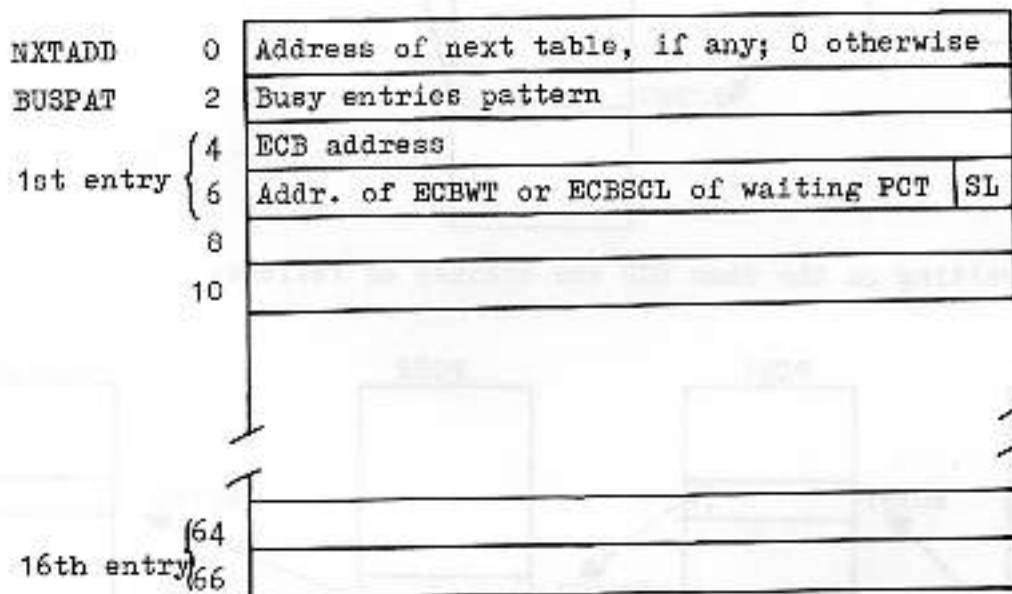 NXTADD 0 Address of next table, if any; 0 otherwise
BUSPAT 2 Busy entries pattern
4 ECB address
1st entry
6 Addr. of ECBWT or ECBSCL of waiting PCT SL
8
10
64
16th entry
66